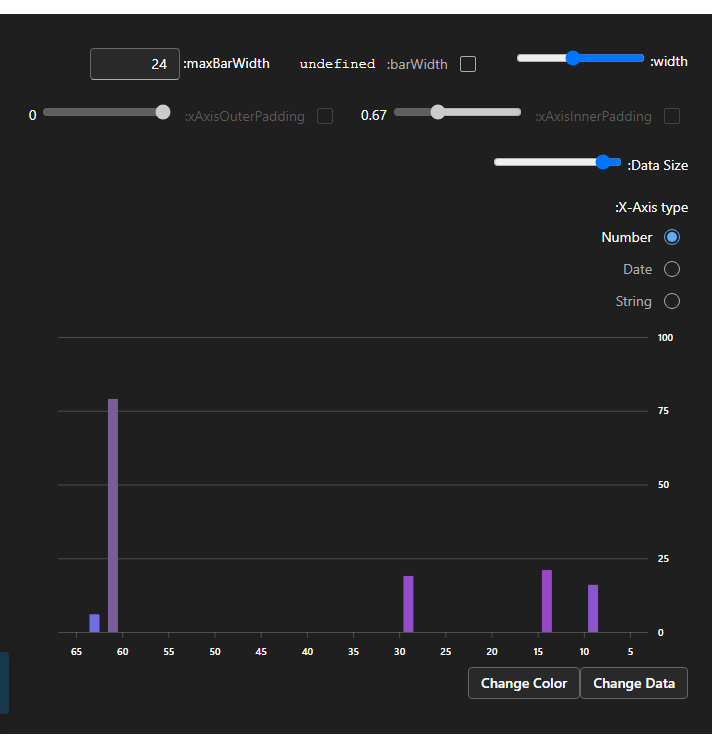 width:
barWidth: undefined
maxBarWidth: 24
xAxisInnerPadding: 0.67
xAxisOuterPadding: 0
Data Size:
X-Axis type:
Number
Date
String
100
75
50
25
0
65 60 55 50 45 40 35 30 25 20 15 10 5
Change Color Change Data